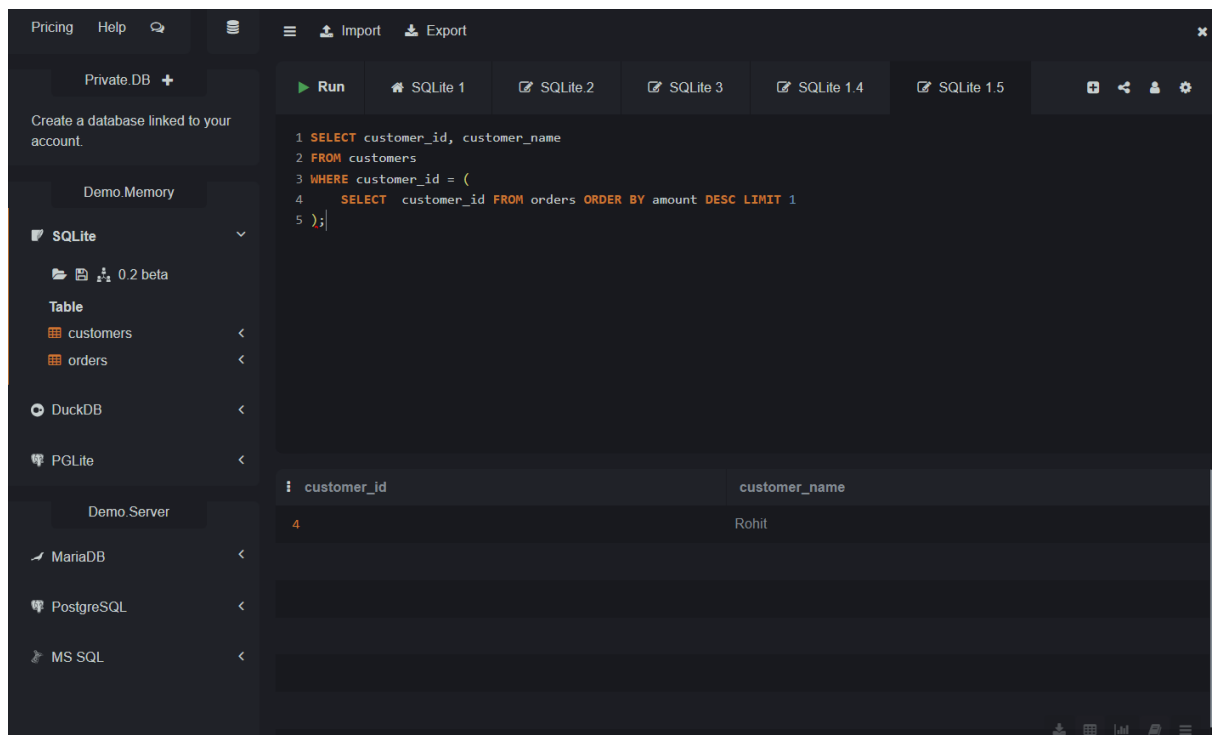 Pricing Help
Import Export
Private.DB
Create a database linked to your
account.
Demo.Memory
SQLite
0.2 beta
Table
customers
orders
DuckDB
PGLite
Demo.Server
MariaDB
PostgreSQL
MS SQL
Run SQLite 1 SQLite.2 SQLite 3 SQLite 1.4 SQLite 1.5
1 SELECT customer_id, customer_name
2 FROM customers
3 WHERE customer_id = (
4     SELECT  customer_id FROM orders ORDER BY amount DESC LIMIT 1
5 );
customer_id customer_name
4 Rohit